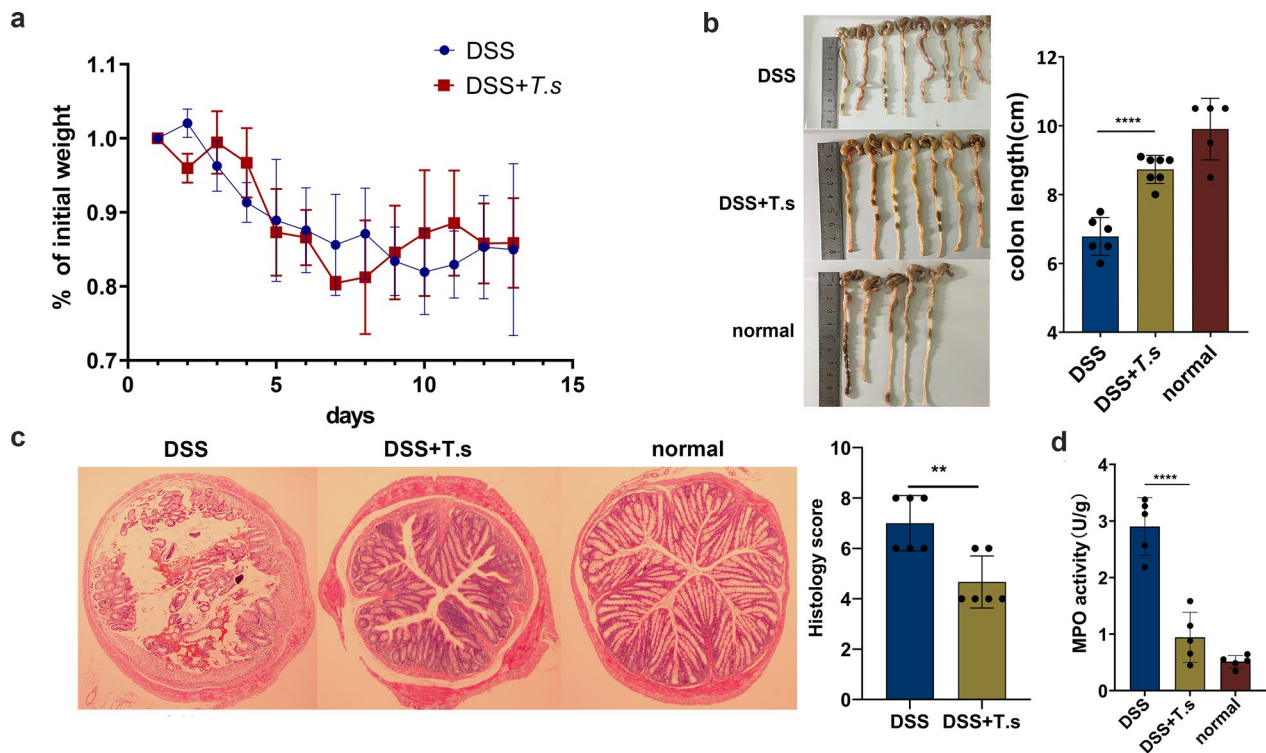 a
DSS
DSS+T.s
% of initial weight
1.1
1.0
0.9
0.8
0.7
0
5
10
15
days
b
DSS
DSS+T.s
normal
colon length(cm)
12
10
8
6
4
****
DSS
DSS+T.s
normal
c
DSS
DSS+T.s
normal
Histology score
10
8
6
4
2
0
**
DSS
DSS+T.s
d
MPO activity(U/g)
4
3
2
1
0
****
DSS
DSS+T.s
normal